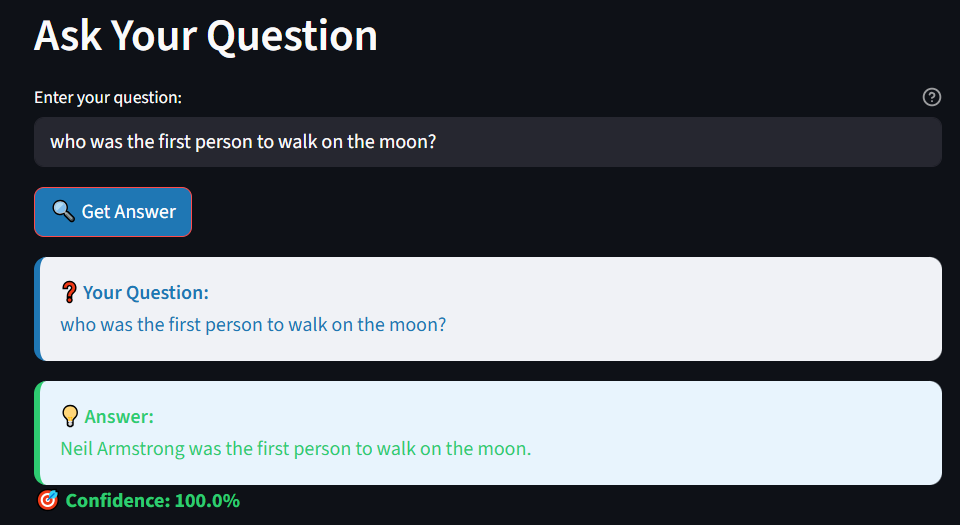 Ask Your Question
Enter your question:
who was the first person to walk on the moon?
🔍 Get Answer
❓ Your Question:
who was the first person to walk on the moon?
💡 Answer:
Neil Armstrong was the first person to walk on the moon.
🎯 Confidence: 100.0%